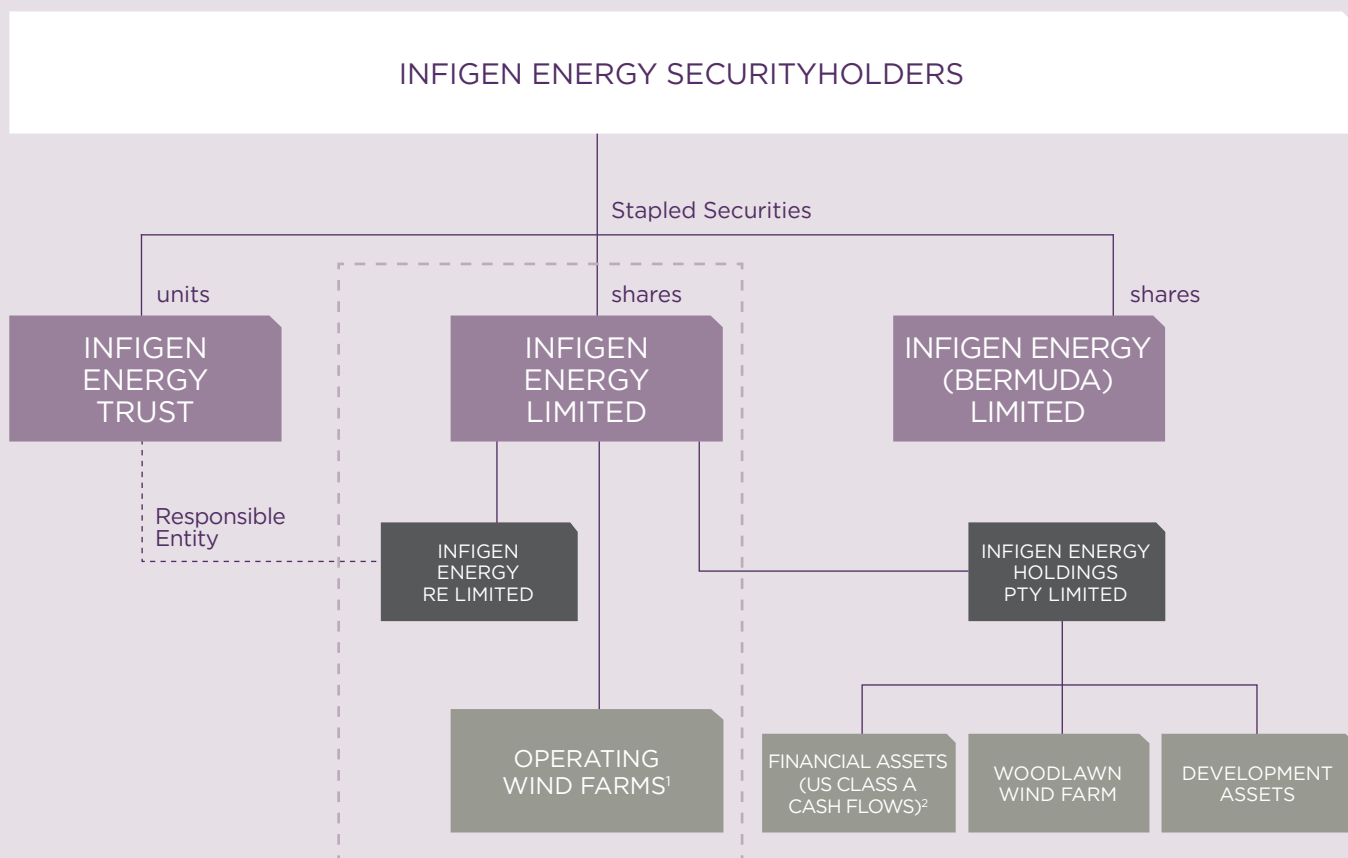 INFIGEN ENERGY SECURITYHOLDERS
Stapled Securities
units
shares
shares
INFIGEN
ENERGY
TRUST
INFIGEN
ENERGY
LIMITED
INFIGEN ENERGY
(BERMUDA)
LIMITED
Responsible
Entity
INFIGEN
ENERGY
RE LIMITED
INFIGEN ENERGY
HOLDINGS
PTY LIMITED
OPERATING
WIND FARMS¹
FINANCIAL ASSETS
(US CLASS A
CASH FLOWS)²
WOODLAWN
WIND FARM
DEVELOPMENT
ASSETS